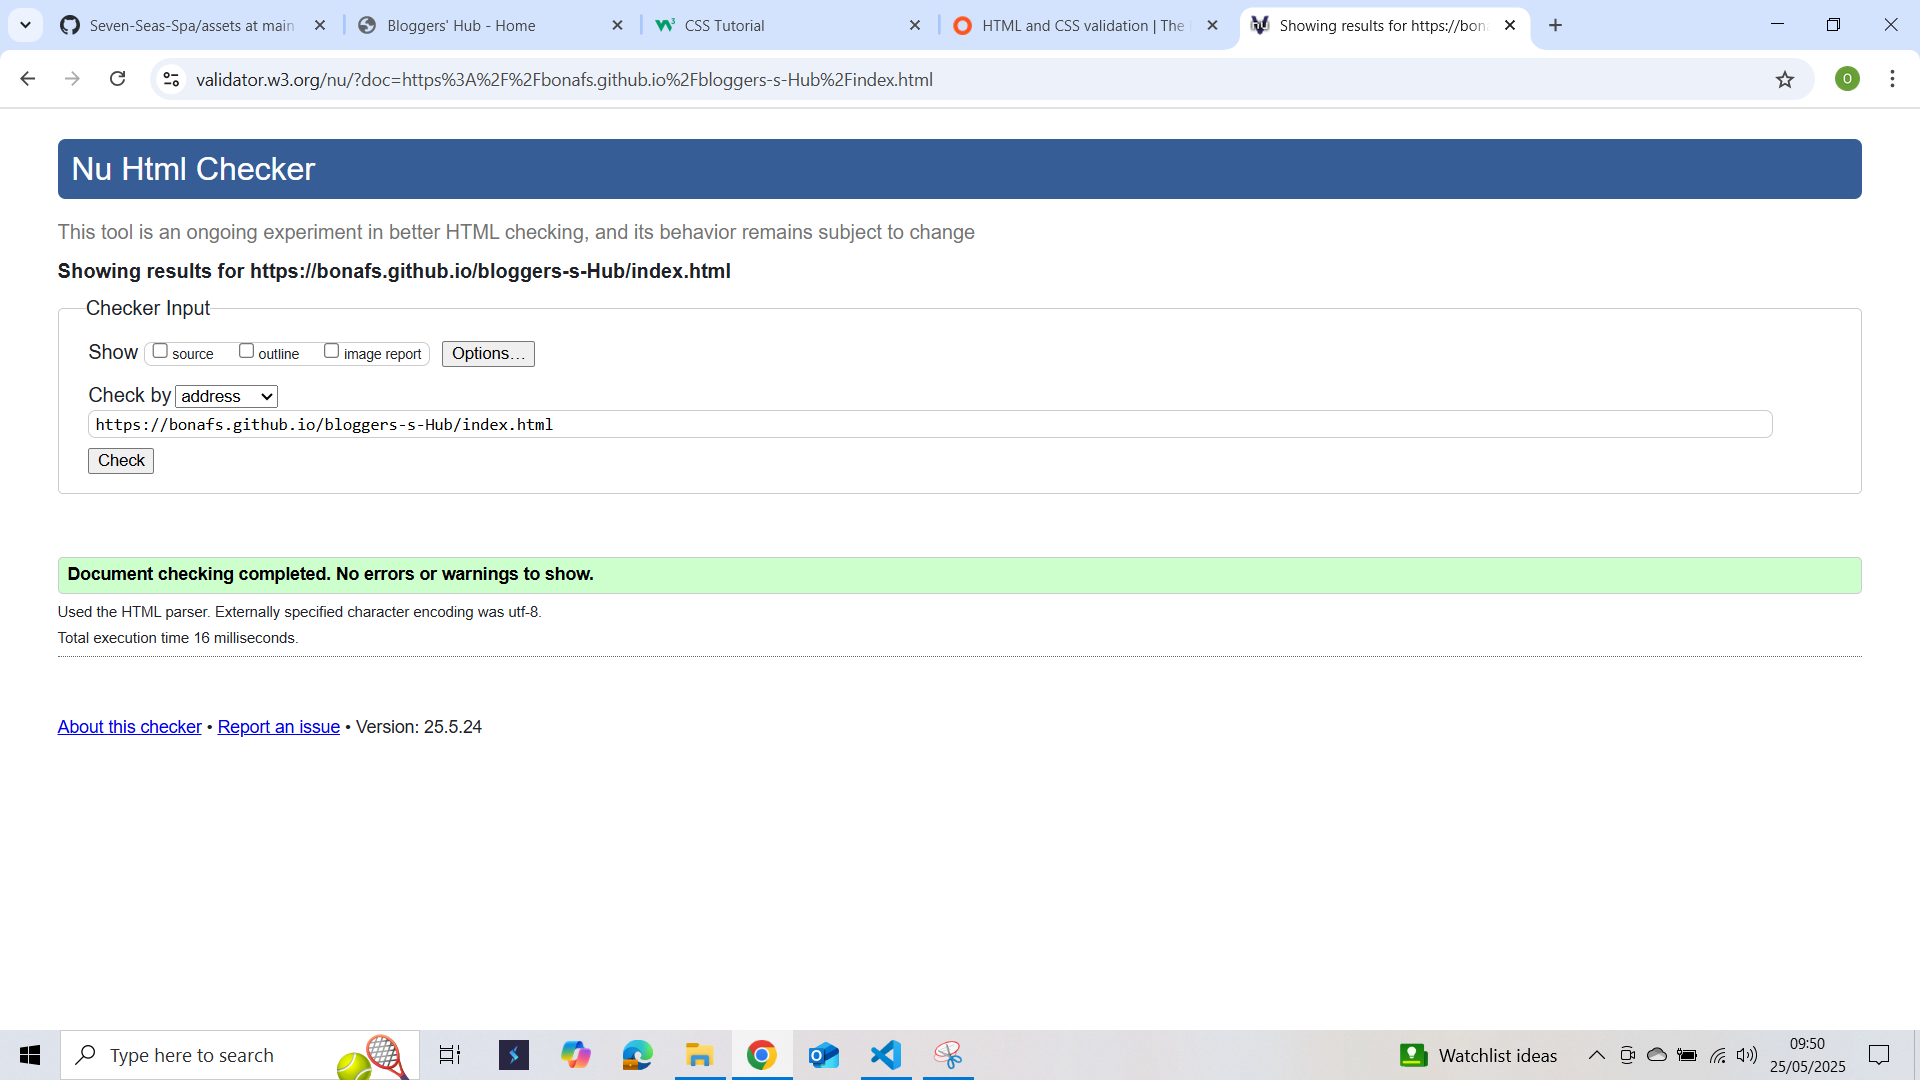 Seven-Seas-Spa/assets at main
Bloggers' Hub - Home
CSS Tutorial
HTML and CSS validation | The
Showing results for https://bon
validator.w3.org/nu/?doc=https%3A%2F%2Fbonafs.github.io%2Fbloggers-s-Hub%2Findex.html
O
Nu Html Checker
This tool is an ongoing experiment in better HTML checking, and its behavior remains subject to change
Showing results for https://bonafs.github.io/bloggers-s-Hub/index.html
Checker Input
Show source outline image report Options…
Check by address
https://bonafs.github.io/bloggers-s-Hub/index.html
Check
Document checking completed. No errors or warnings to show.
Used the HTML parser. Externally specified character encoding was utf-8.
Total execution time 16 milliseconds.
About this checker • Report an issue • Version: 25.5.24
Type here to search
Watchlist ideas
09:50
25/05/2025